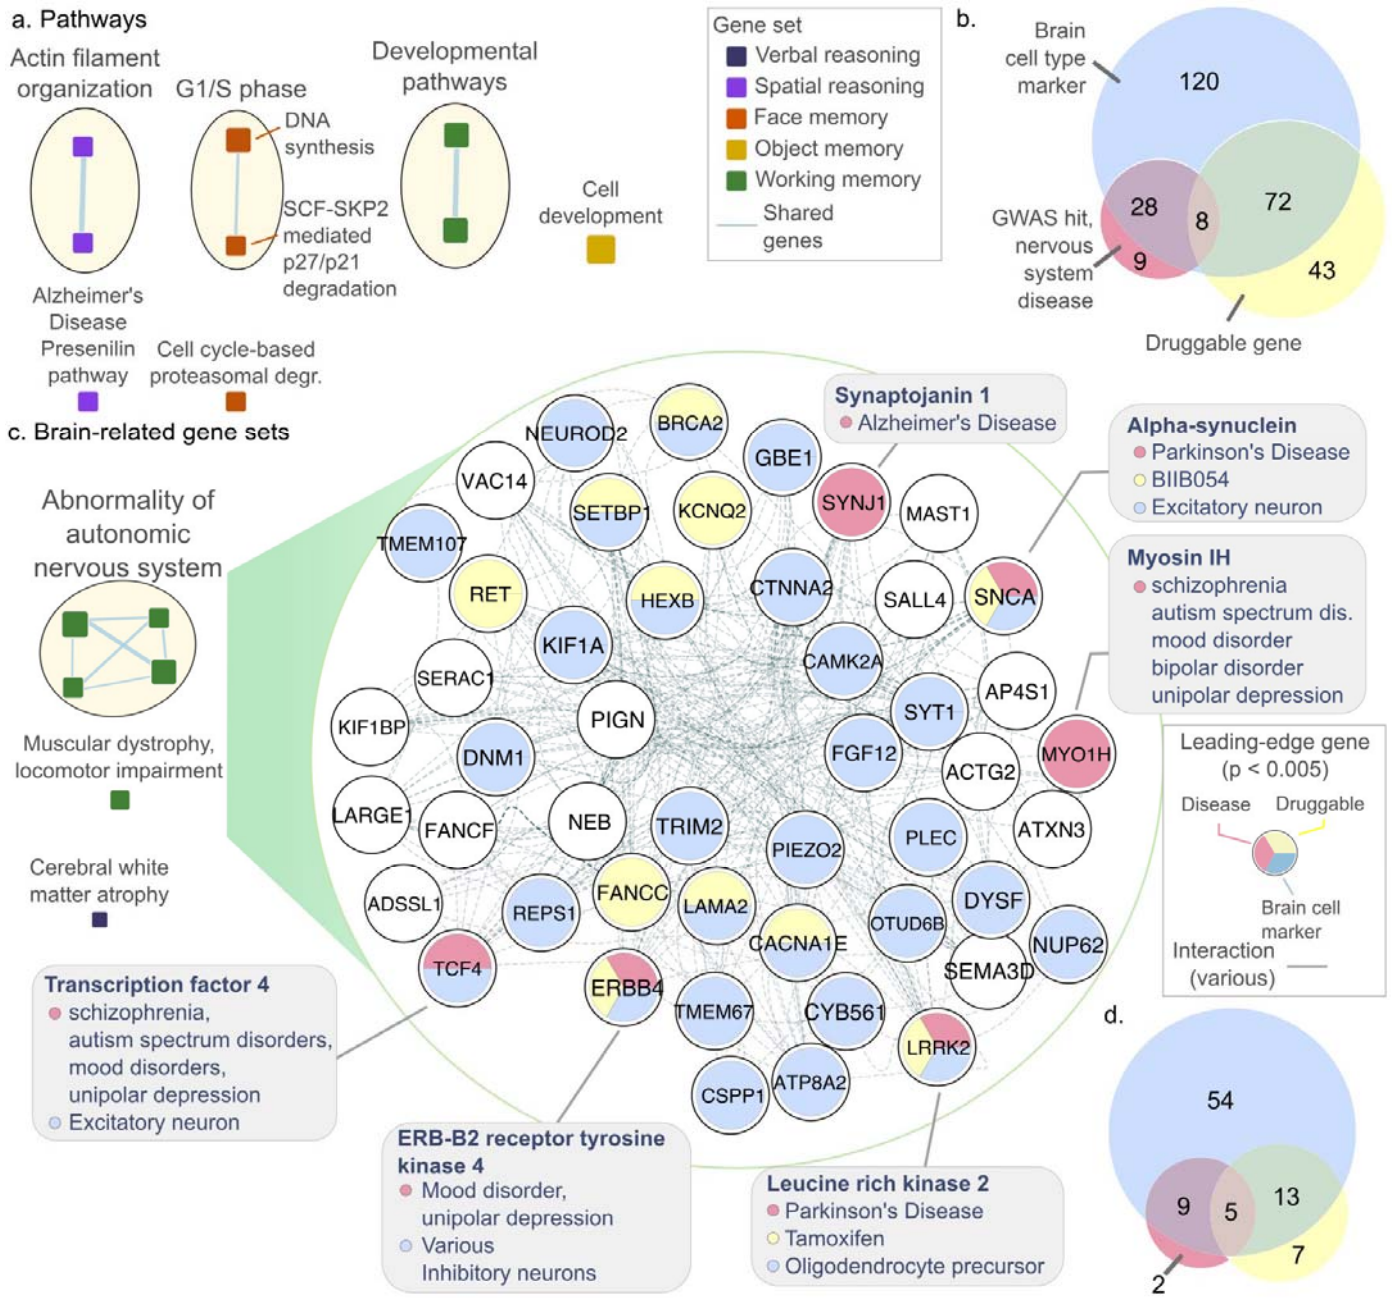 a. Pathways
Actin filament
organization
G1/S phase
Developmental
pathways
DNA
synthesis
SCF-SKP2
mediated
p27/p21
degradation
Cell
development
Alzheimer's
Disease
Presenilin
pathway
Cell cycle-based
proteasomal degr.
Gene set
Verbal reasoning
Spatial reasoning
Face memory
Object memory
Working memory
Shared
genes
b.
Brain
cell type
marker
120
28
8
72
9
43
GWAS hit,
nervous
system
disease
Druggable gene
c. Brain-related gene sets
Abnormality of
autonomic
nervous system
Muscular dystrophy,
locomotor impairment
Cerebral white
matter atrophy
NEUROD2
BRCA2
GBE1
VAC14
SETBP1
KCNQ2
SYNJ1
MAST1
TMEM107
RET
HEXB
CTNNA2
SALL4
SNCA
KIF1A
SERAC1
CAMK2A
AP4S1
PIGN
SYT1
KIF1BP
DNM1
FGF12
ACTG2
MYO1H
LARGE1
FANCF
NEB
TRIM2
PIEZO2
PLEC
ATXN3
ADSSL1
REPS1
FANCC
LAMA2
CACNA1E
OTUD6B
DYSF
NUP62
SEMA3D
TCF4
ERBB4
TMEM67
CYB561
LRRK2
CSPP1
ATP8A2
Synaptojanin 1
Alzheimer's Disease
Alpha-synuclein
Parkinson's Disease
BIIB054
Excitatory neuron
Myosin IH
schizophrenia
autism spectrum dis.
mood disorder
bipolar disorder
unipolar depression
Leading-edge gene
(p < 0.005)
Disease
Druggable
Brain cell
marker
Interaction
(various)
Transcription factor 4
schizophrenia,
autism spectrum disorders,
mood disorders,
unipolar depression
Excitatory neuron
ERB-B2 receptor tyrosine
kinase 4
Mood disorder,
unipolar depression
Various
Inhibitory neurons
Leucine rich kinase 2
Parkinson's Disease
Tamoxifen
Oligodendrocyte precursor
d.
54
9
5
13
7
2